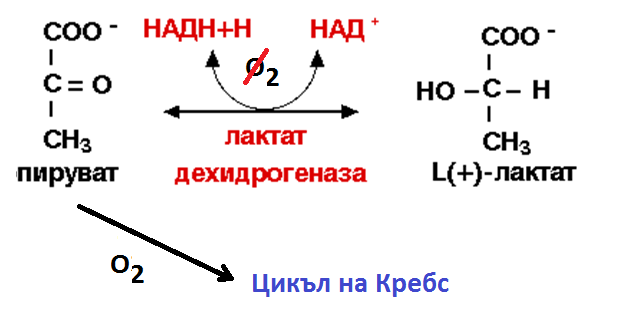 COO -
C = O
CH3
пируват
НАДН+Н НАД +
O2
лактат
дехидрогеназа
COO -
HO - C - H
CH3
L(+)-лактат
O2
Цикъл на Кребс